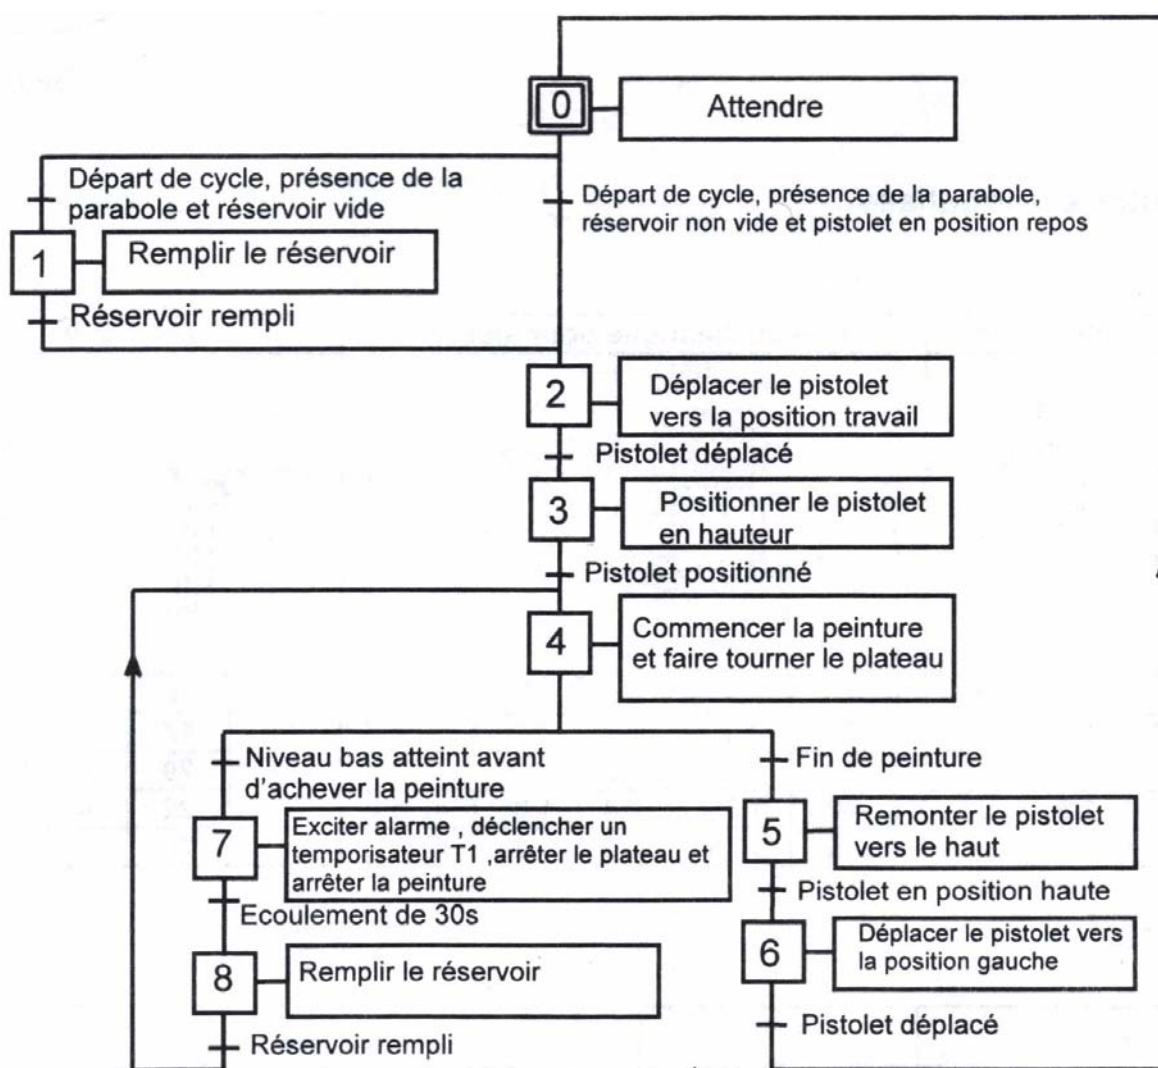 0
Attendre
Départ de cycle, présence de la
parabole et réservoir vide
Départ de cycle, présence de la parabole,
réservoir non vide et pistolet en position repos
1
Remplir le réservoir
Réservoir rempli
2
Déplacer le pistolet
vers la position travail
Pistolet déplacé
3
Positionner le pistolet
en hauteur
Pistolet positionné
4
Commencer la peinture
et faire tourner le plateau
Niveau bas atteint avant
d'achever la peinture
7
Exciter alarme , déclencher un
temporisateur T1 ,arrêter le plateau et
arrêter la peinture
Ecoulement de 30s
8
Remplir le réservoir
Réservoir rempli
Fin de peinture
5
Remonter le pistolet
vers le haut
Pistolet en position haute
6
Déplacer le pistolet vers
la position gauche
Pistolet déplacé